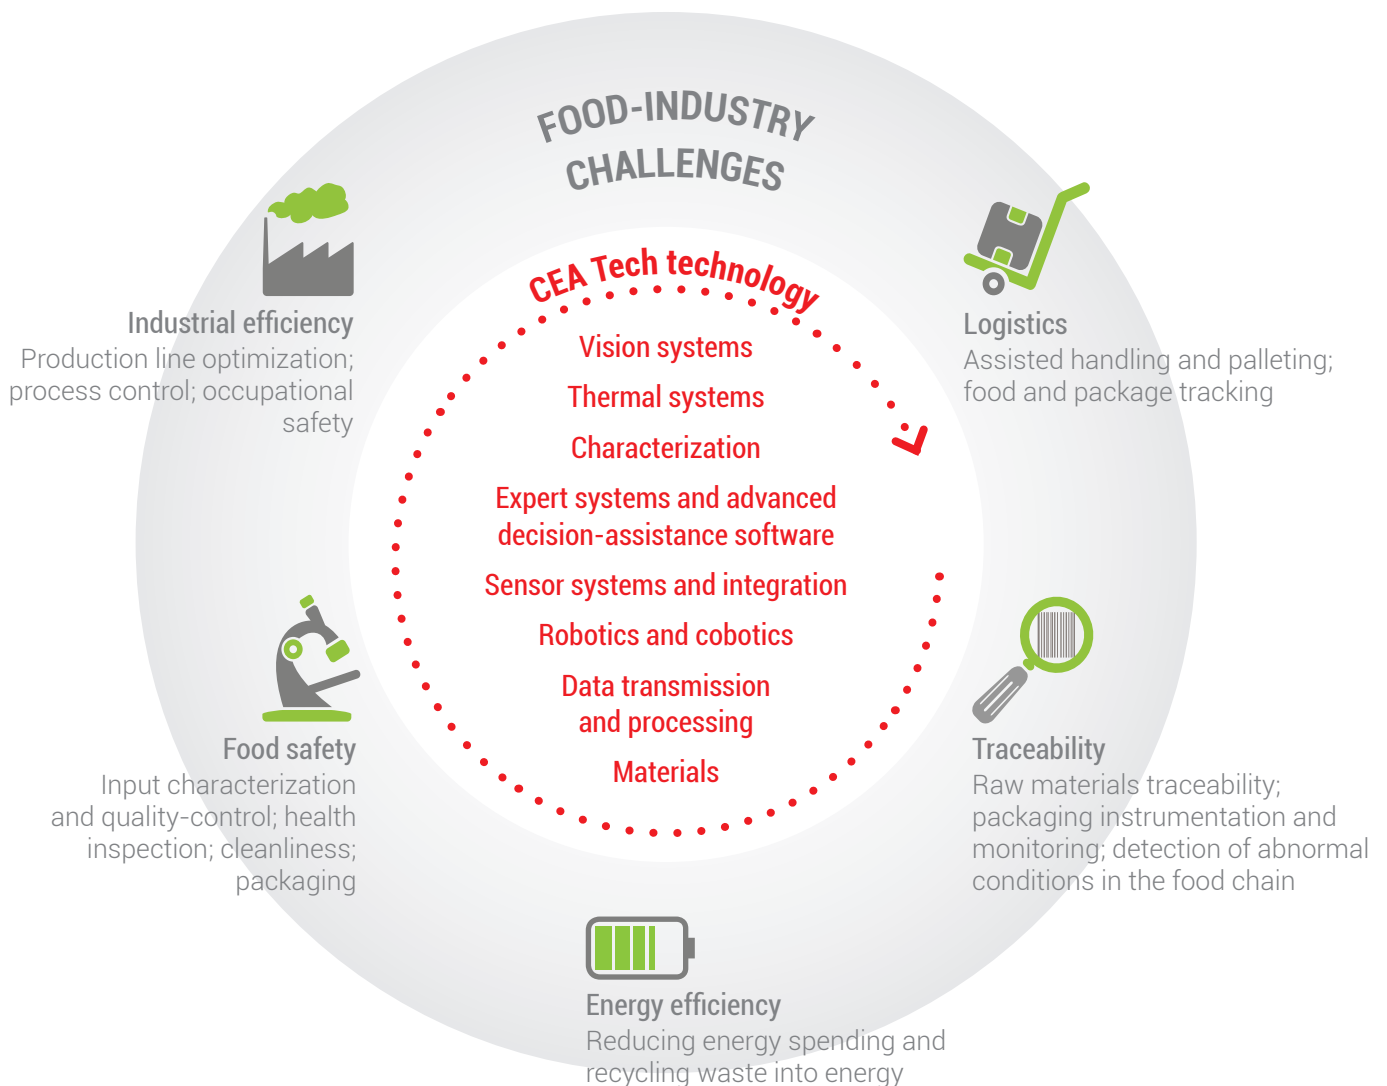 FOOD-INDUSTRY
CHALLENGES
CEA Tech technology
Vision systems
Thermal systems
Characterization
Expert systems and advanced
decision-assistance software
Sensor systems and integration
Robotics and cobotics
Data transmission
and processing
Materials
Industrial efficiency
Production line optimization;
process control; occupational
safety
Logistics
Assisted handling and palleting;
food and package tracking
Food safety
Input characterization
and quality-control; health
inspection; cleanliness;
packaging
Traceability
Raw materials traceability;
packaging instrumentation and
monitoring; detection of abnormal
conditions in the food chain
Energy efficiency
Reducing energy spending and
recycling waste into energy